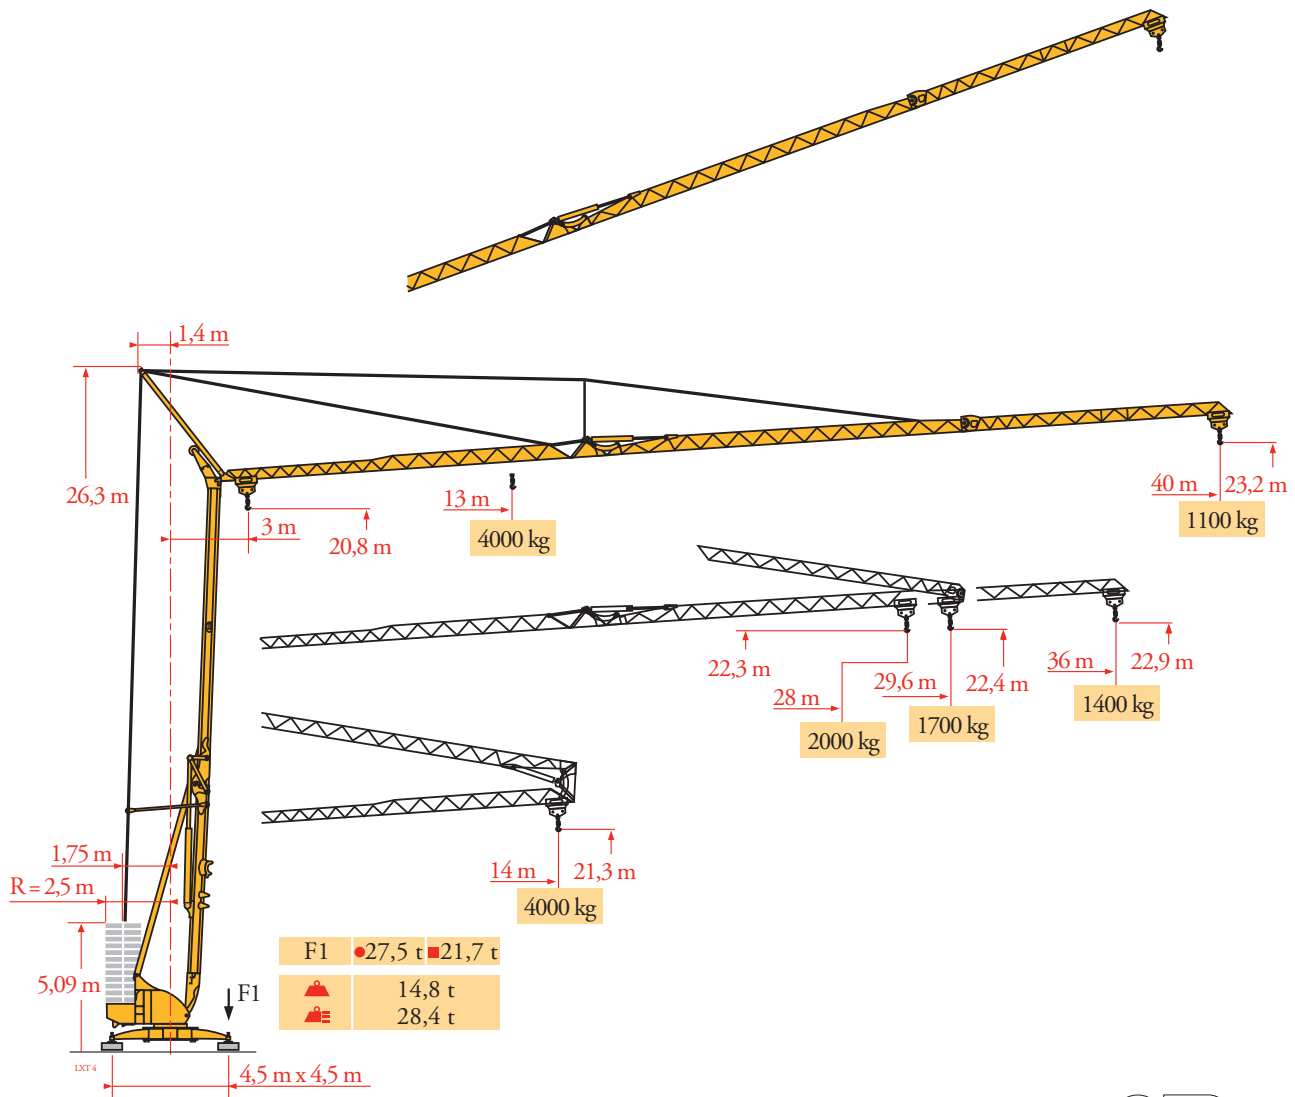 1,4 m
26,3 m
3 m
20,8 m
13 m
4000 kg
40 m
23,2 m
1100 kg
22,3 m
28 m
2000 kg
29,6 m
22,4 m
1700 kg
36 m
22,9 m
1400 kg
14 m
21,3 m
4000 kg
1,75 m
R = 2,5 m
5,09 m
F1
F1 27,5 t 21,7 t
14,8 t
28,4 t
LXT4
4,5 m x 4,5 m